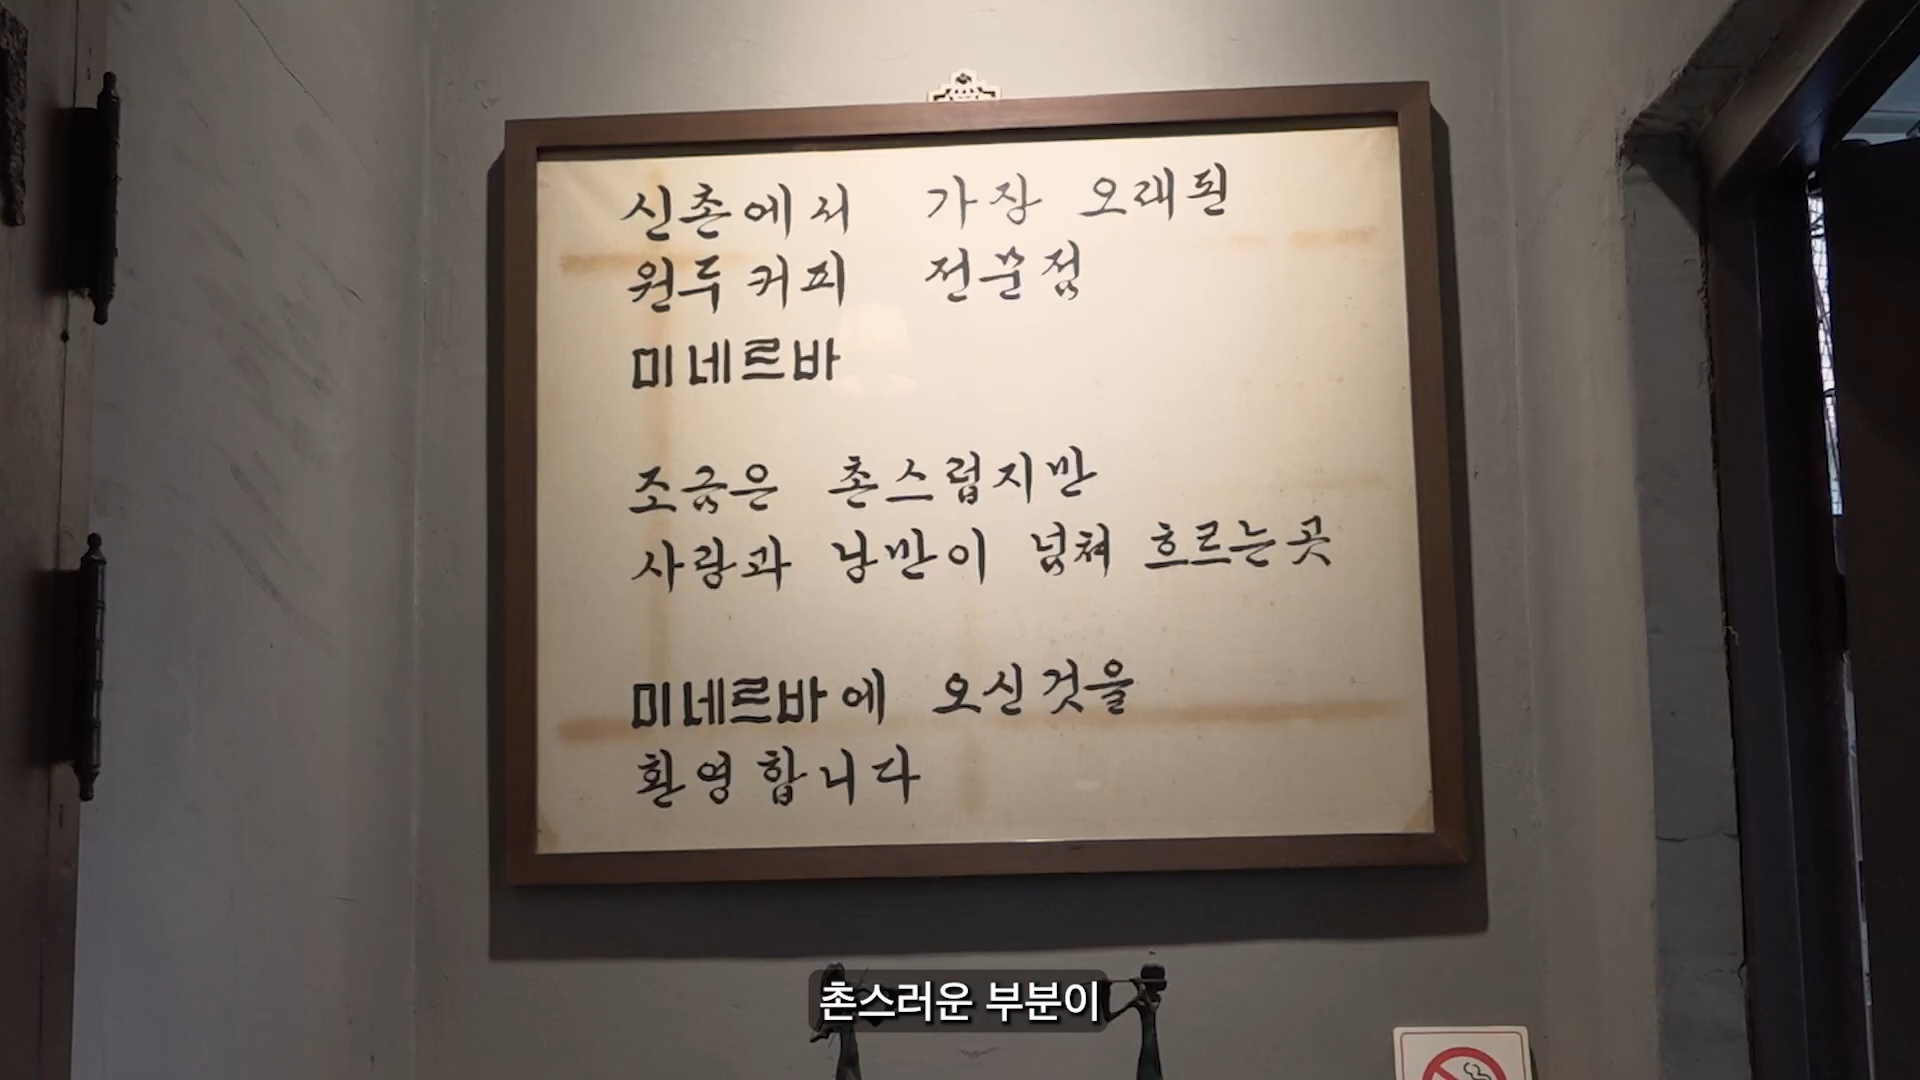 신촌에서 가장 오래된
원두커피 전문점
미네르바
조금은 촌스럽지만
사랑과 낭만이 넘쳐 흐르는곳
미네르바에 오신것을
환영합니다
촌스러운 부분이